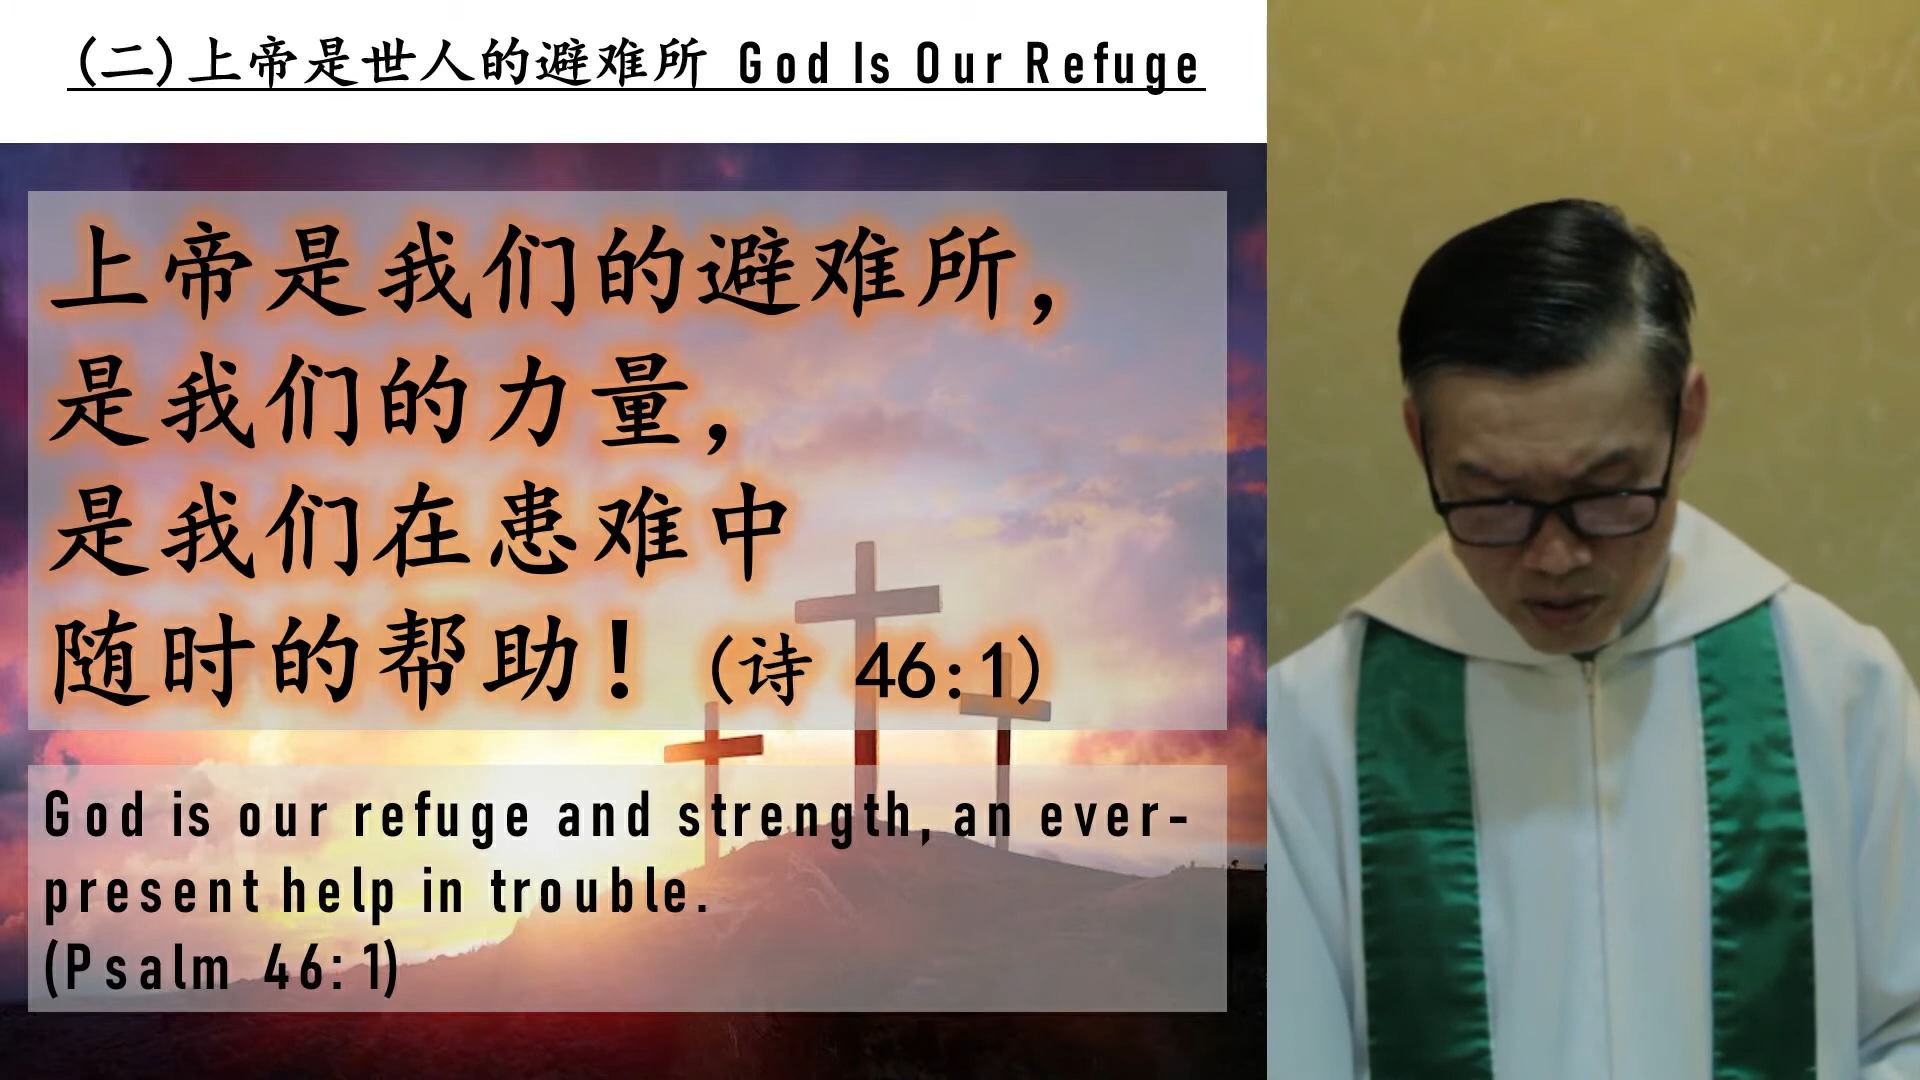 (二)上帝是世人的避难所 God Is Our Refuge
上帝是我们的避难所，
是我们的力量，
是我们在患难中
随时的帮助！(诗 46:1)
God is our refuge and strength, an ever-
present help in trouble.
(Psalm 46:1)